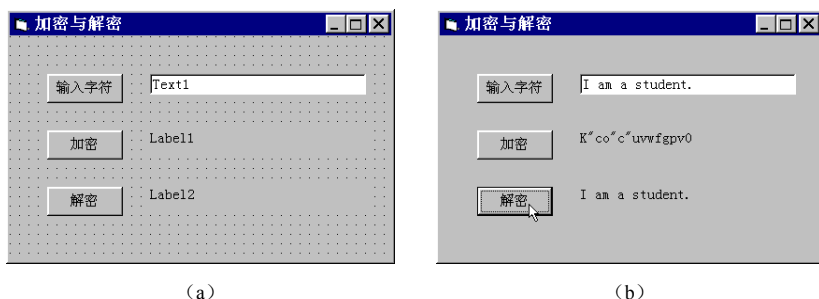 加密与解密
输入字符
Text1
加密
Label1
解密
Label2
(a)
加密与解密
输入字符
I am a student.
加密
K"co"c"uvwfgpv0
解密
I am a student.
(b)